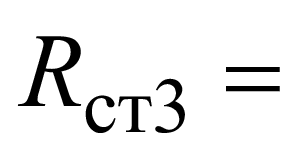 Rст3 =